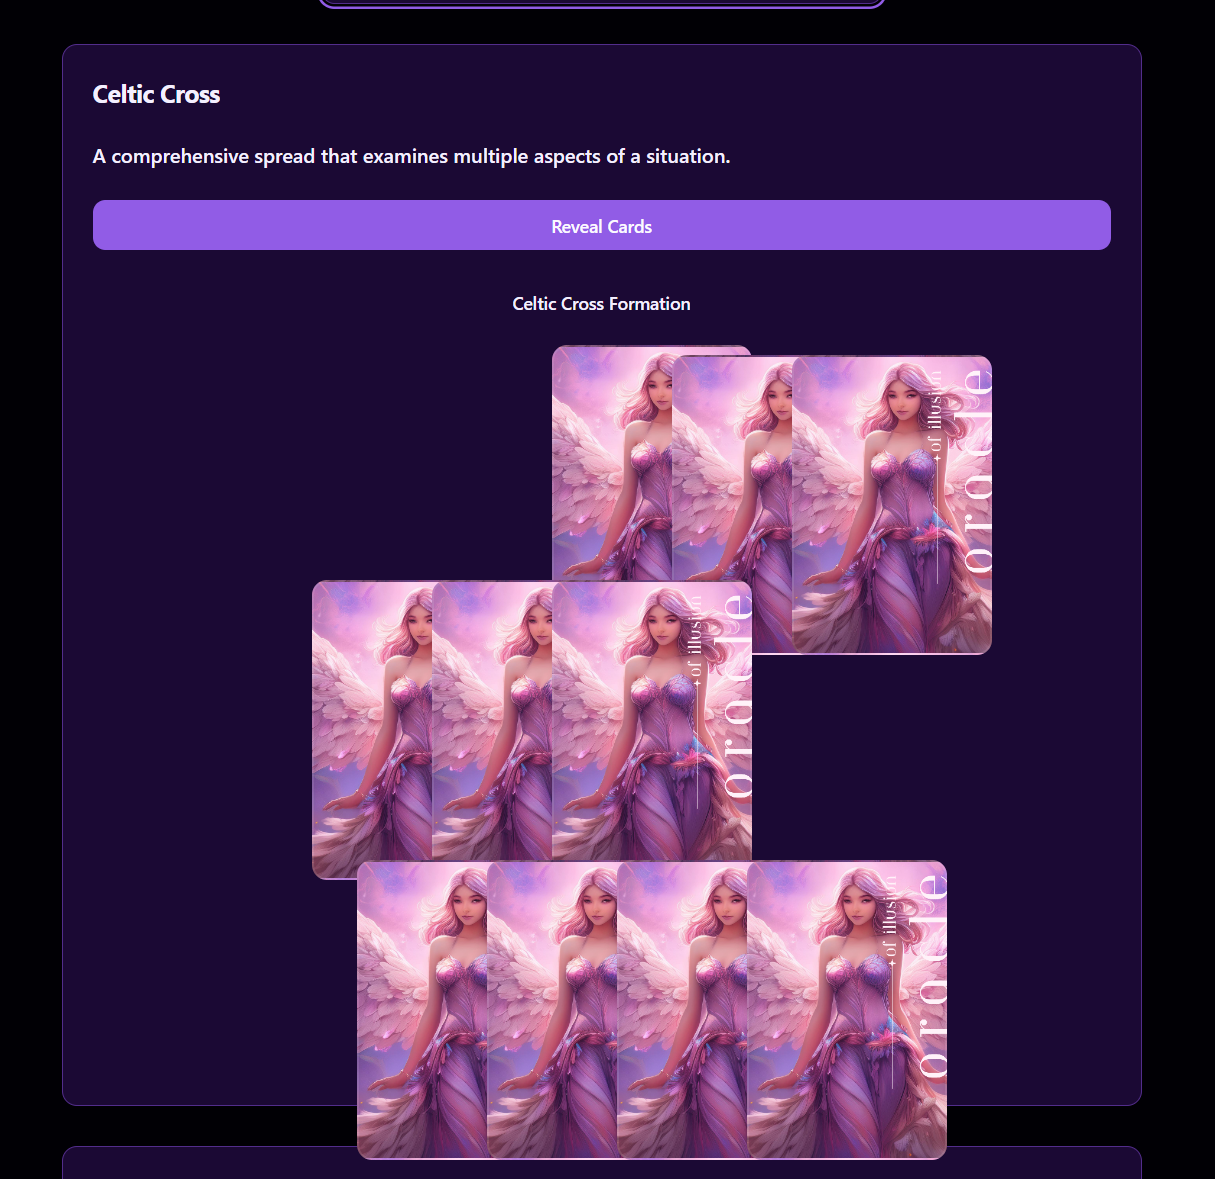 Celtic Cross
A comprehensive spread that examines multiple aspects of a situation.
Reveal Cards
Celtic Cross Formation
of illusion
oracle
of illusion
oracle
of illusion
oracle